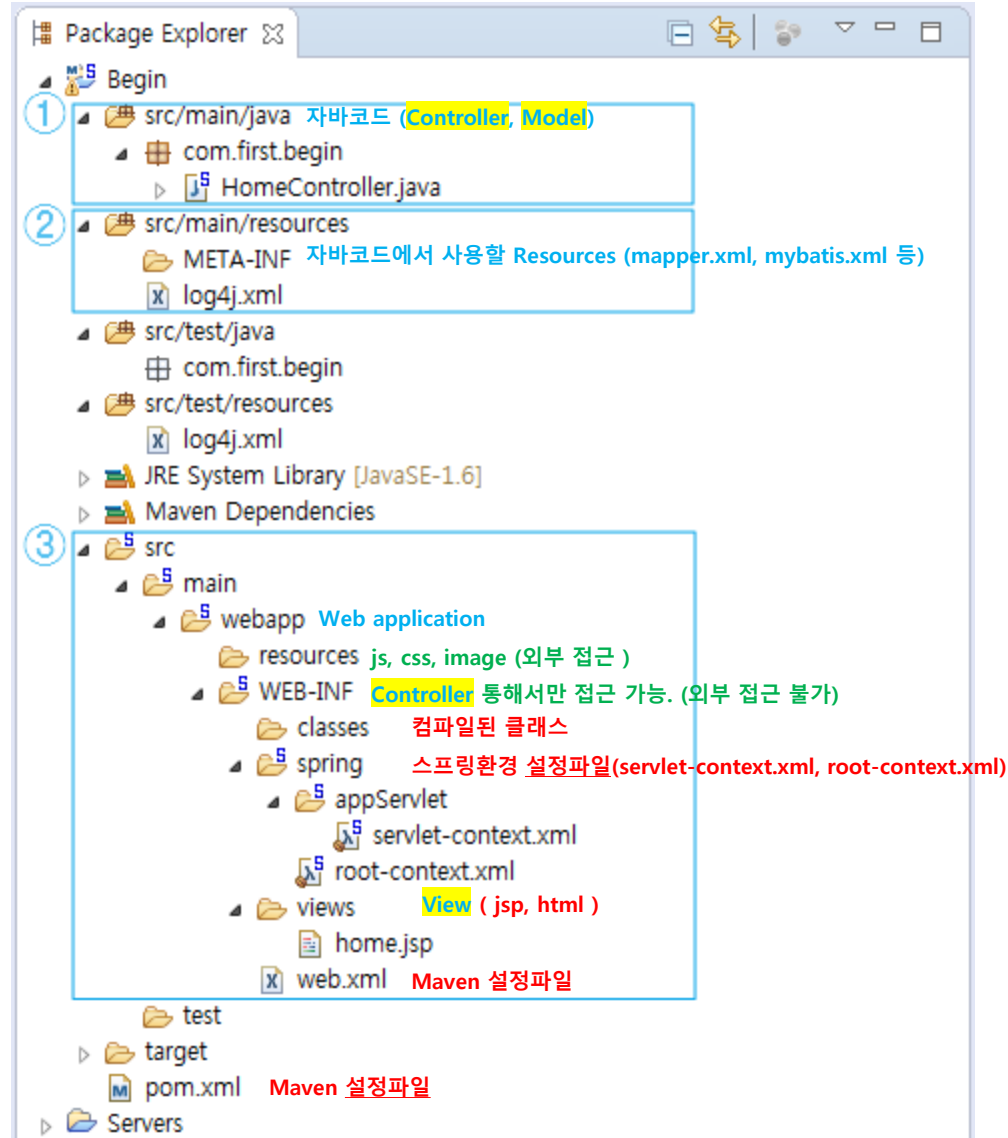 Package Explorer
Begin
① src/main/java 자바코드 (Controller, Model)
com.first.begin
HomeController.java
② src/main/resources
META-INF 자바코드에서 사용할 Resources (mapper.xml, mybatis.xml 등)
log4j.xml
src/test/java
com.first.begin
src/test/resources
log4j.xml
JRE System Library [JavaSE-1.6]
Maven Dependencies
③ src
main
webapp Web application
resources js, css, image (외부 접근 )
WEB-INF Controller 통해서만 접근 가능. (외부 접근 불가)
classes 컴파일된 클래스
spring 스프링환경 설정파일(servlet-context.xml, root-context.xml)
appServlet
servlet-context.xml
root-context.xml
views View ( jsp, html )
home.jsp
web.xml Maven 설정파일
test
target
pom.xml Maven 설정파일
Servers